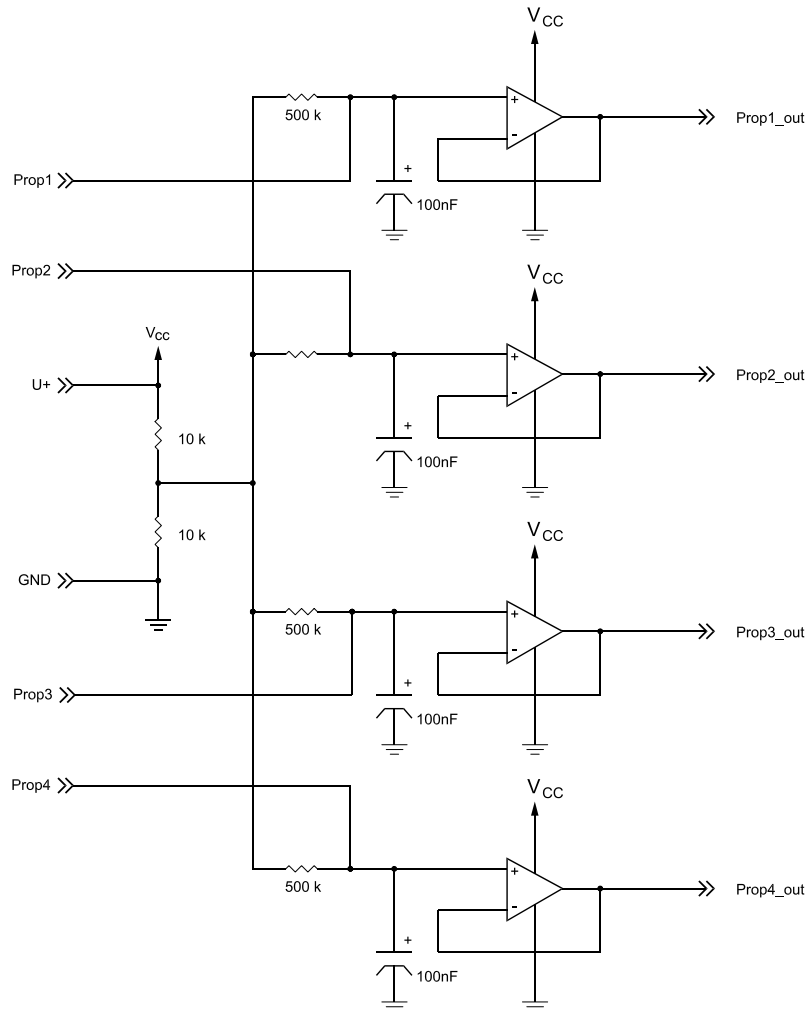 VCC
+
500 k
-
Prop1_out
Prop1
+
100nF
Prop2
VCC
VCC
+
U+
-
Prop2_out
+
10 k
100nF
10 k
VCC
GND
+
500 k
-
Prop3_out
+
Prop3
100nF
Prop4
VCC
+
500 k
-
Prop4_out
+
100nF